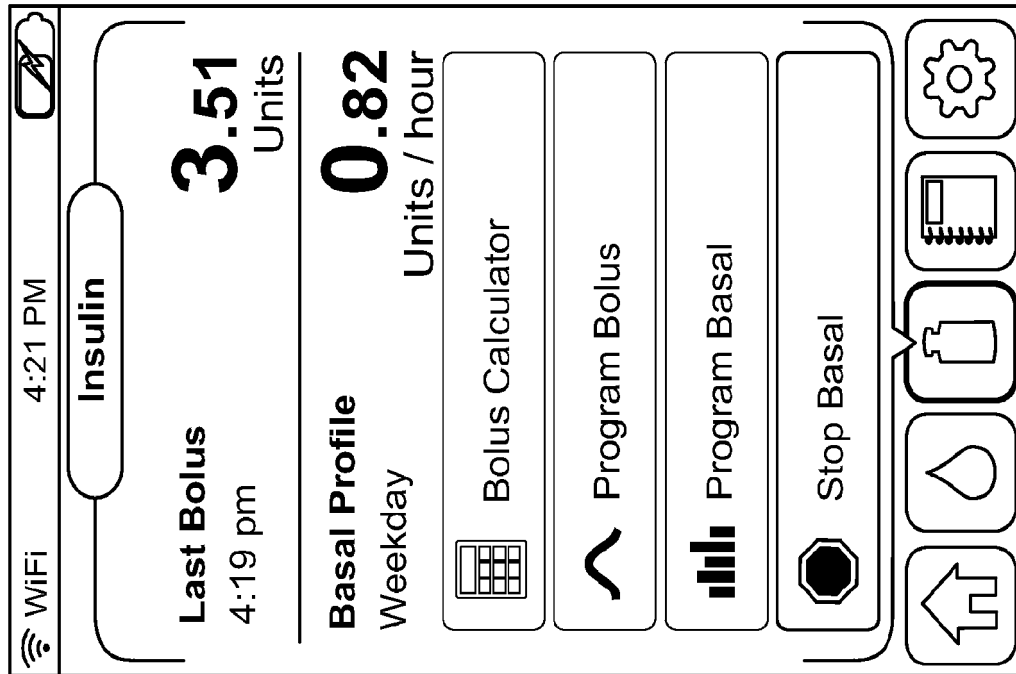 WiFi 4:21 PM
Insulin
Last Bolus 3.51
4:19 pm Units
Basal Profile 0.82
Weekday Units / hour
Bolus Calculator
Program Bolus
Program Basal
Stop Basal